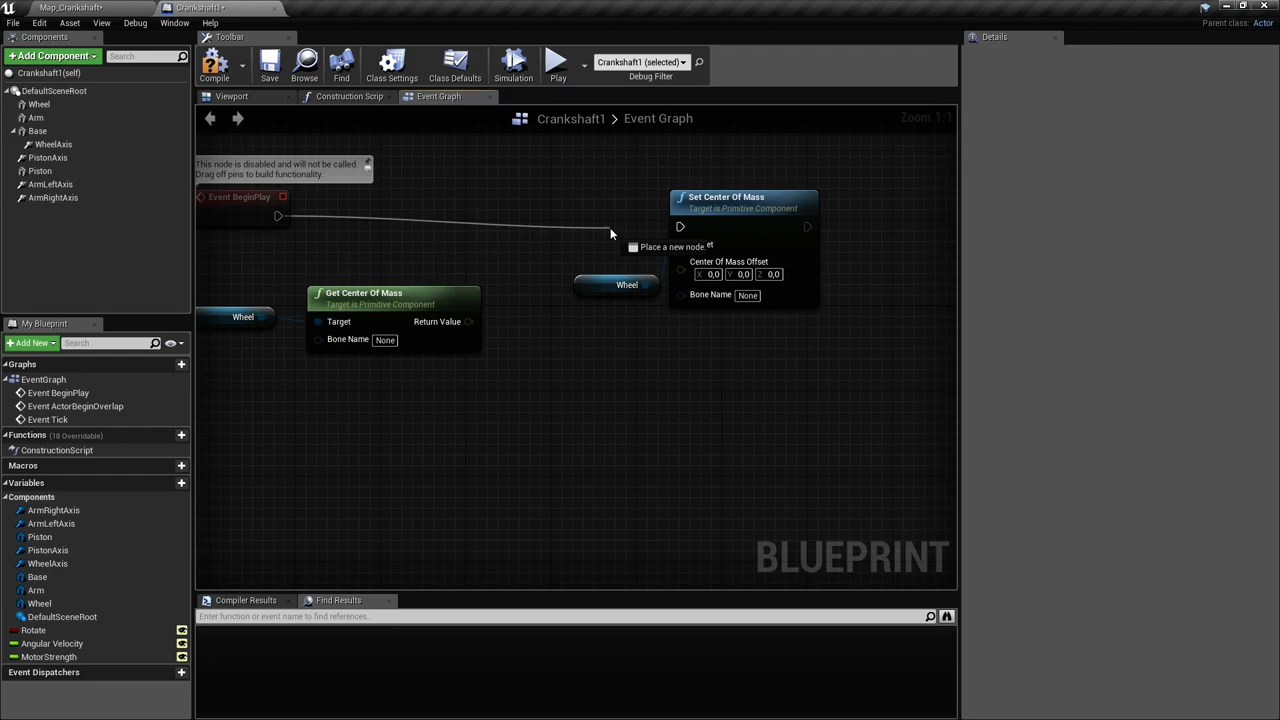 Map_Crankshaft*
Crankshaft1*
File Edit Asset View Debug Window Help
Parent class: Actor
Components
Toolbar
Details
+Add Component
Search
Crankshaft1(self)
DefaultSceneRoot
Wheel
Arm
Base
WheelAxis
PistonAxis
Piston
ArmLeftAxis
ArmRightAxis
Compile
Save
Browse
Find
Class Settings
Class Defaults
Simulation
Play
Crankshaft1 (selected)
Debug Filter
Viewport
Construction Scrip
Event Graph
Crankshaft1 > Event Graph
Zoom 1:1
This node is disabled and will not be called.
Drag off pins to build functionality.
Event BeginPlay
Set Center Of Mass
Target is Primitive Component
Place a new node.
et
Center Of Mass Offset
X 0,0 Y 0,0 Z 0,0
Bone Name None
Wheel
Get Center Of Mass
Target is Primitive Component
Wheel
Target
Return Value
Bone Name None
BLUEPRINT
My Blueprint
+Add New
Search
Graphs
EventGraph
Event BeginPlay
Event ActorBeginOverlap
Event Tick
Functions (18 Overridable)
ConstructionScript
Macros
Variables
Components
ArmRightAxis
ArmLeftAxis
Piston
PistonAxis
WheelAxis
Base
Arm
Wheel
DefaultSceneRoot
Rotate
Angular Velocity
MotorStrength
Event Dispatchers
Compiler Results
Find Results
Enter function or event name to find references...